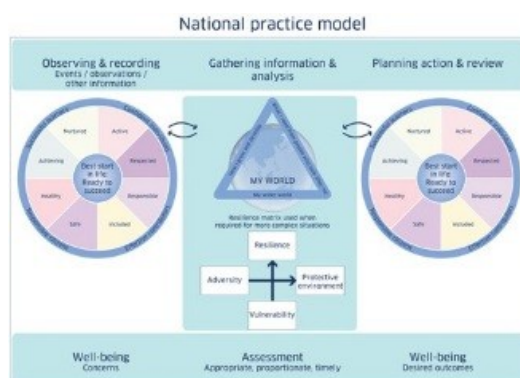 National practice model
Observing & recording
Events / observations /
other information
Gathering information &
analysis
Planning action & review
Nurtured
Active
Achieving
Respected
Healthy
Responsible
Safe
Included
Best start
in life
Ready to
succeed
MY WORLD
My wider world
Resilience matrix used when
required for more complex situations
Resilience
Adversity
Protective
environment
Vulnerability
Nurtured
Active
Achieving
Respected
Healthy
Responsible
Safe
Included
Best start
in life
Ready to
succeed
Well-being
Concerns
Assessment
Appropriate, proportionate, timely
Well-being
Desired outcomes